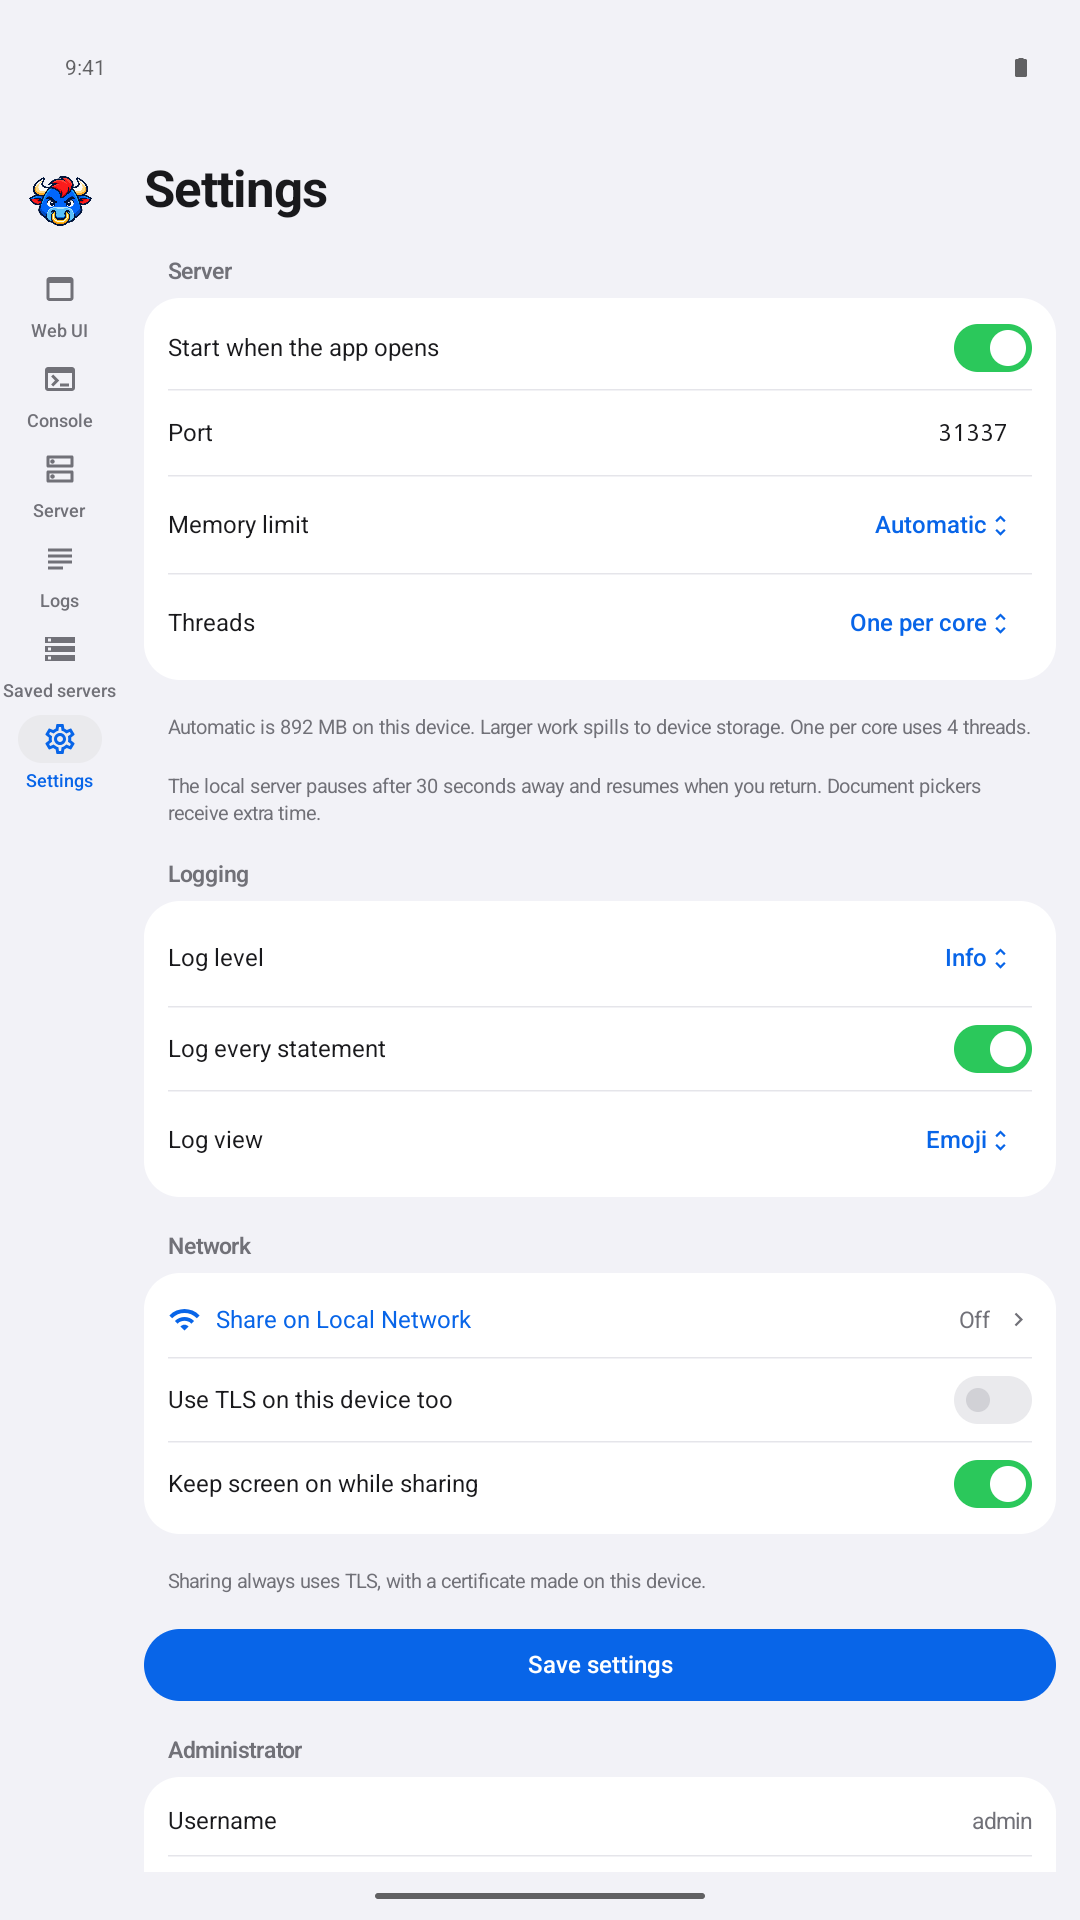 9:41
Settings
Web UI
Console
Server
Logs
Saved servers
Settings
Server
Start when the app opens
Port 31337
Memory limit Automatic
Threads One per core
Automatic is 892 MB on this device. Larger work spills to device storage. One per core uses 4 threads.
The local server pauses after 30 seconds away and resumes when you return. Document pickers
receive extra time.
Logging
Log level Info
Log every statement
Log view Emoji
Network
Share on Local Network Off
Use TLS on this device too
Keep screen on while sharing
Sharing always uses TLS, with a certificate made on this device.
Save settings
Administrator
Username admin